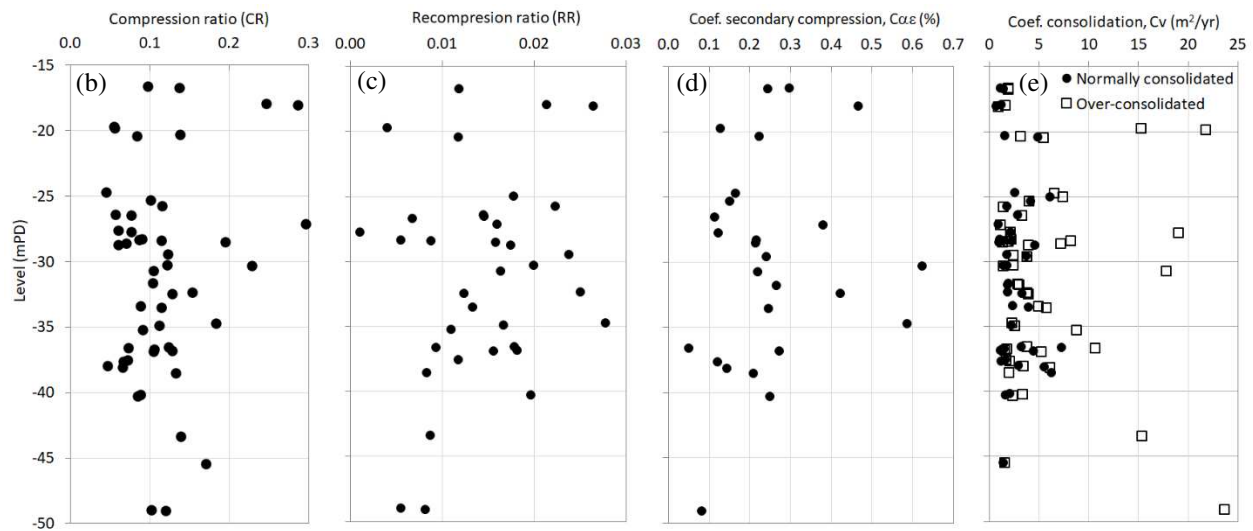 Compression ratio (CR)
0.0 0.1 0.2 0.3
Recompression ratio (RR)
0.00 0.01 0.02 0.03
Coef. secondary compression, Cαε (%)
0.0 0.1 0.2 0.3 0.4 0.5 0.6 0.7
Coef. consolidation, Cv (m²/yr)
0 5 10 15 20 25
Level (mPD)
-15
-20
-25
-30
-35
-40
-45
-50
(b)
(c)
(d)
(e)
Normally consolidated
Over-consolidated